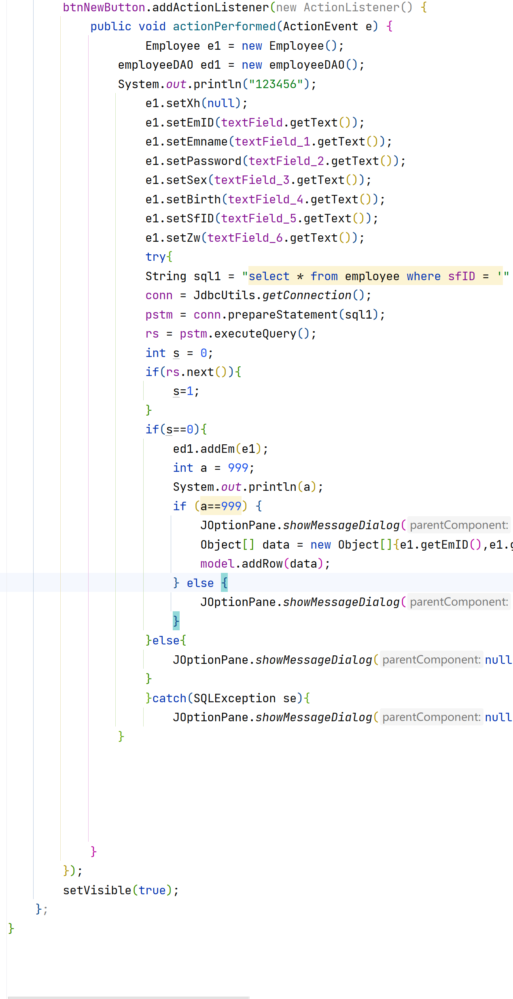 btnNewButton.addActionListener(new ActionListener() {
public void actionPerformed(ActionEvent e) {
Employee e1 = new Employee();
employeeDAO ed1 = new employeeDAO();
System.out.println("123456");
e1.setXh(null);
e1.setEmID(textField.getText());
e1.setEmname(textField_1.getText());
e1.setPassword(textField_2.getText());
e1.setSex(textField_3.getText());
e1.setBirth(textField_4.getText());
e1.setSfID(textField_5.getText());
e1.setZw(textField_6.getText());
try{
String sql1 = "select * from employee where sfID = '"
conn = JdbcUtils.getConnection();
pstm = conn.prepareStatement(sql1);
rs = pstm.executeQuery();
int s = 0;
if(rs.next()){
s=1;
}
if(s==0){
ed1.addEm(e1);
int a = 999;
System.out.println(a);
if (a==999) {
JOptionPane.showMessageDialog( parentComponent:
Object[] data = new Object[]{e1.getEmID(),e1.g
model.addRow(data);
} else {
JOptionPane.showMessageDialog( parentComponent:
}
}else{
JOptionPane.showMessageDialog( parentComponent: null
}
}catch(SQLException se){
JOptionPane.showMessageDialog( parentComponent: null
}
}
});
setVisible(true);
};
}